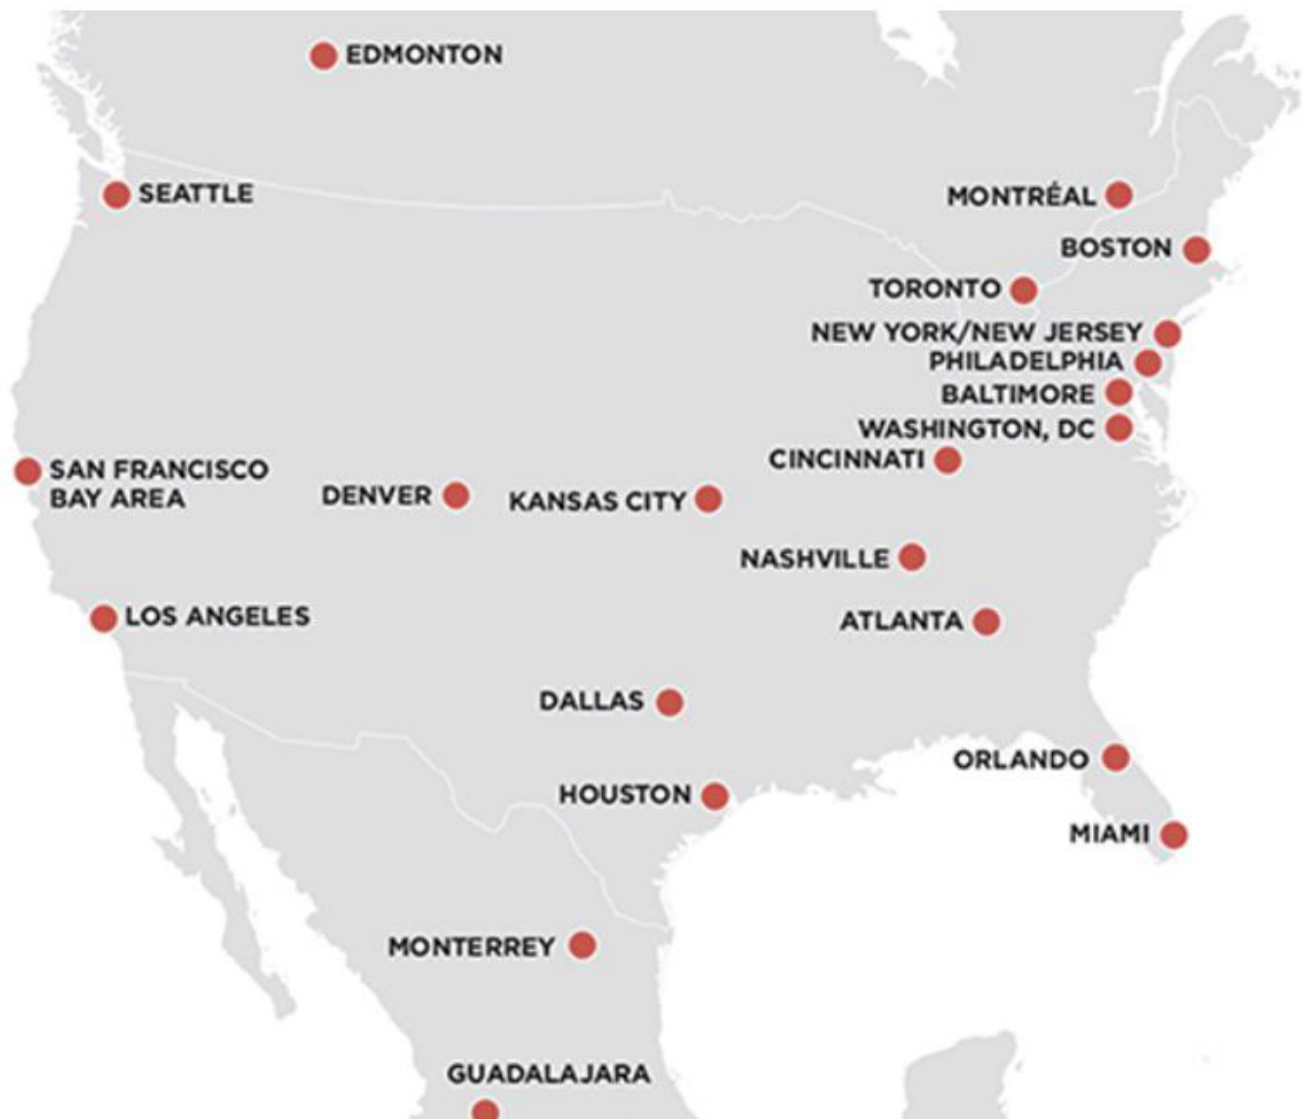 EDMONTON
SEATTLE
MONTRÉAL
BOSTON
TORONTO
NEW YORK/NEW JERSEY
PHILADELPHIA
BALTIMORE
WASHINGTON, DC
CINCINNATI
SAN FRANCISCO
BAY AREA
DENVER
KANSAS CITY
NASHVILLE
LOS ANGELES
ATLANTA
DALLAS
ORLANDO
HOUSTON
MIAMI
MONTERREY
GUADALAJARA